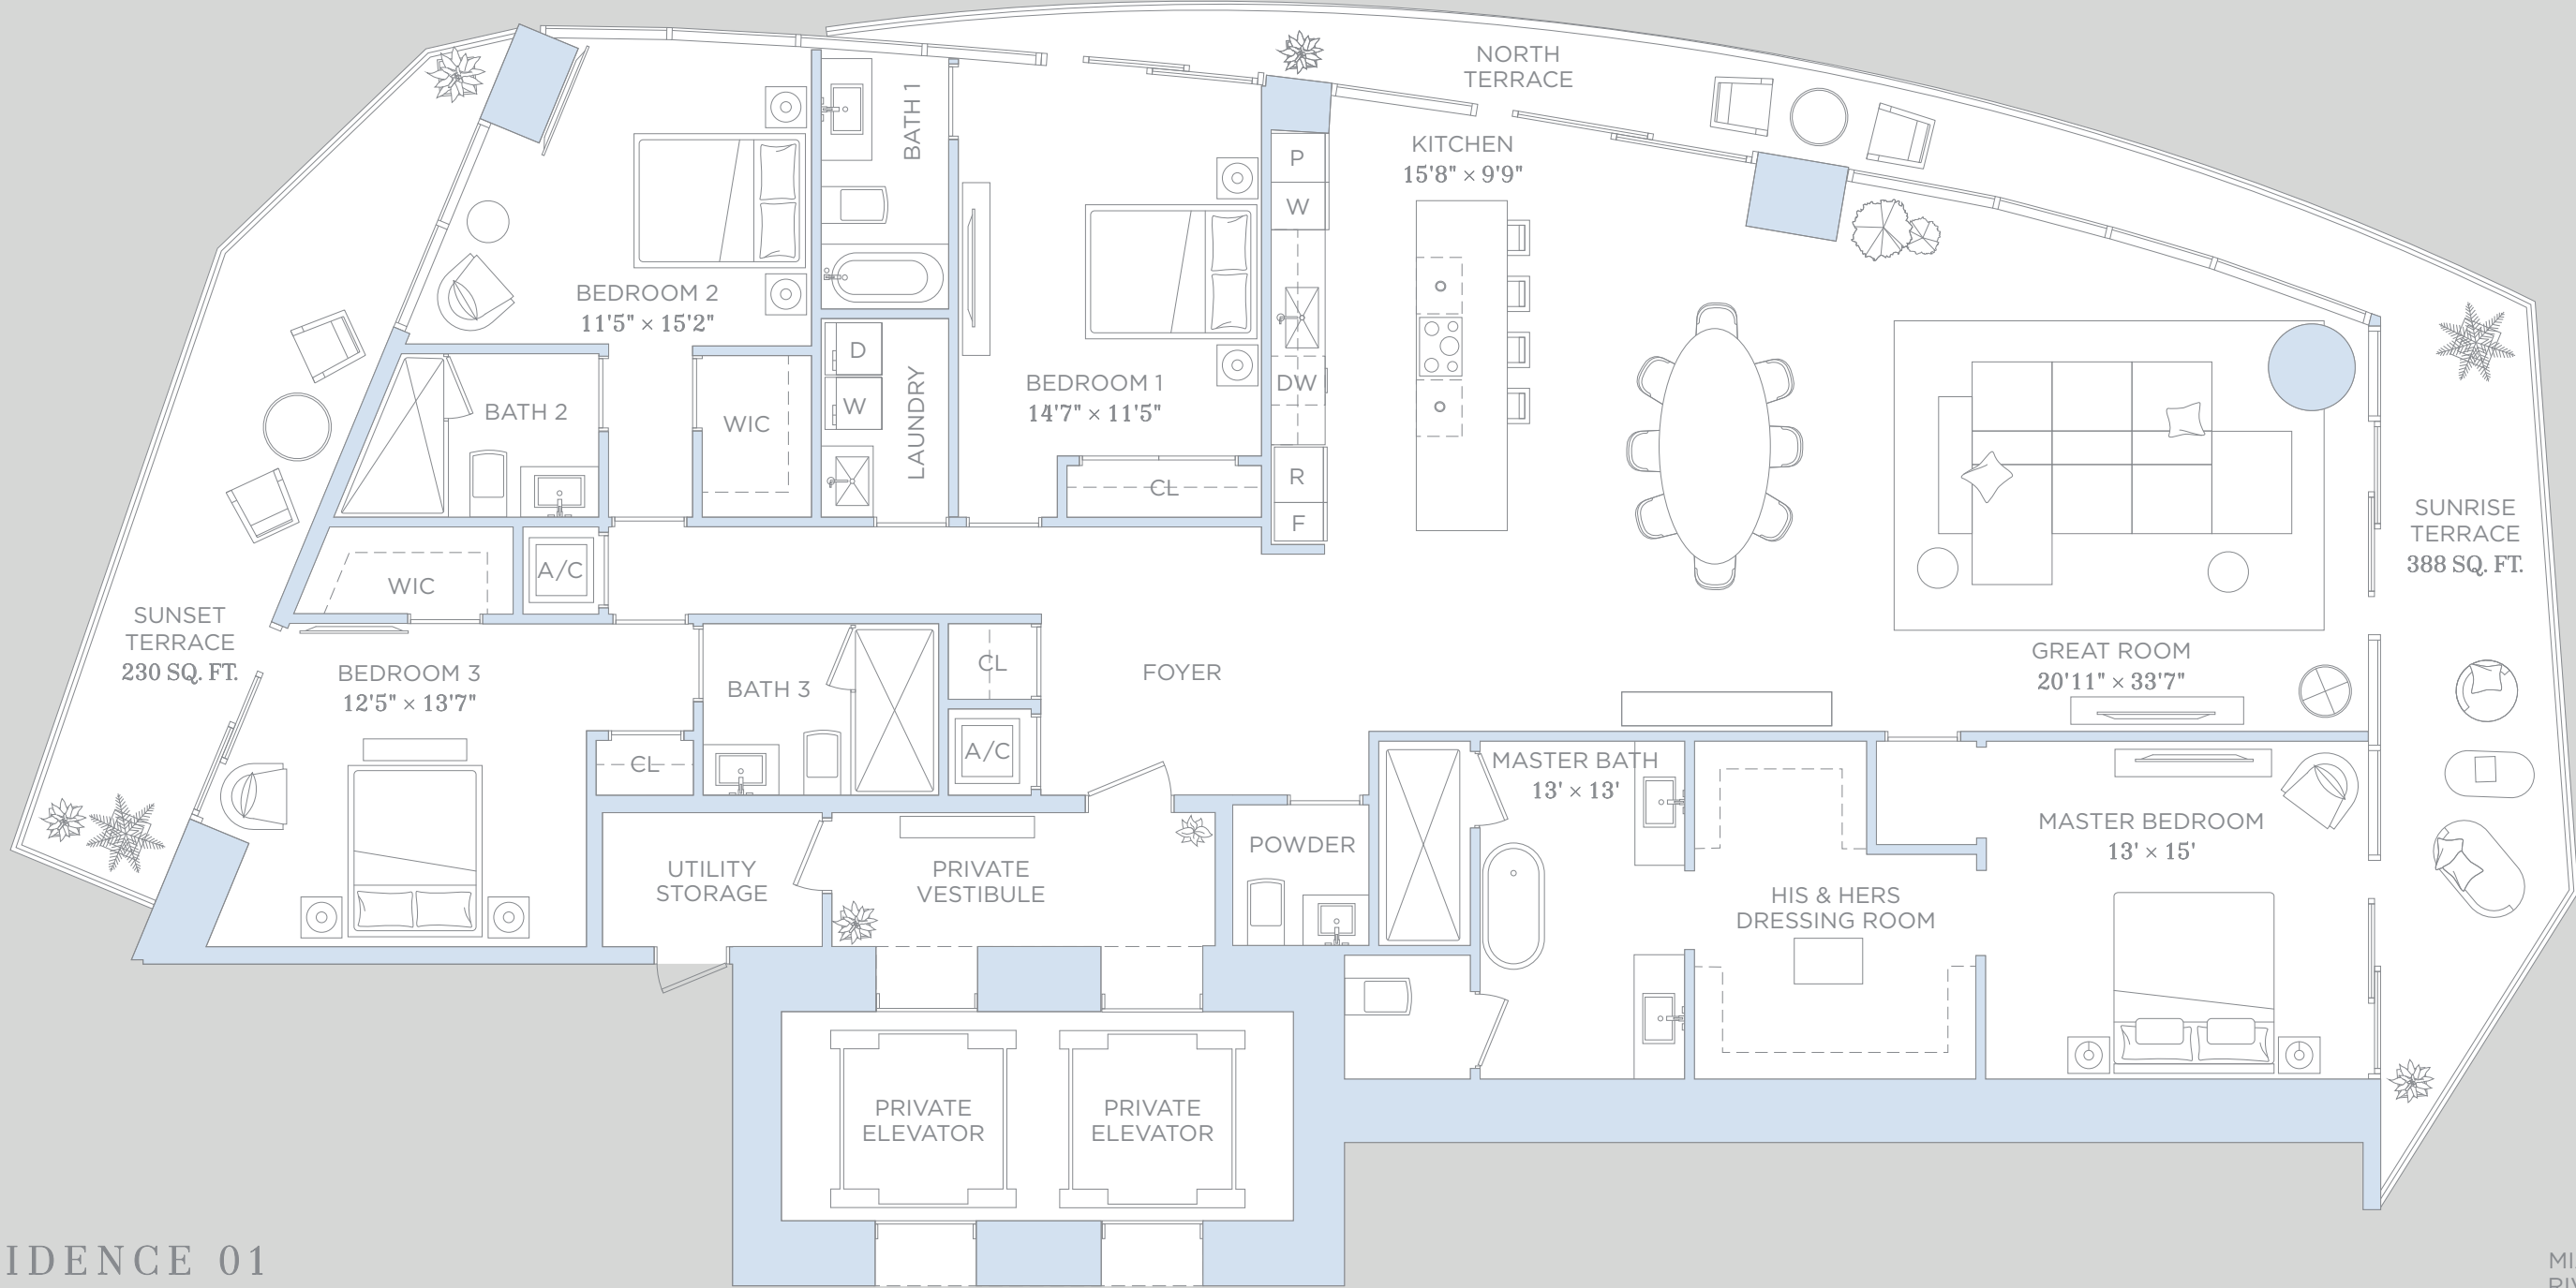 NORTH
TERRACE
BATH 1
P
KITCHEN
15'8" × 9'9"
W
BEDROOM 2
11'5" × 15'2"
D
W
LAUNDRY
BEDROOM 1
14'7" × 11'5"
DW
BATH 2
WIC
R
CL
F
SUNRISE
TERRACE
388 SQ. FT.
A/C
WIC
SUNSET
TERRACE
230 SQ. FT.
BEDROOM 3
12'5" × 13'7"
BATH 3
CL
FOYER
GREAT ROOM
20'11" × 33'7"
CL
A/C
MASTER BATH
13' × 13'
POWDER
MASTER BEDROOM
13' × 15'
UTILITY
STORAGE
PRIVATE
VESTIBULE
HIS & HERS
DRESSING ROOM
PRIVATE
ELEVATOR
PRIVATE
ELEVATOR
IDENCE 01
MI